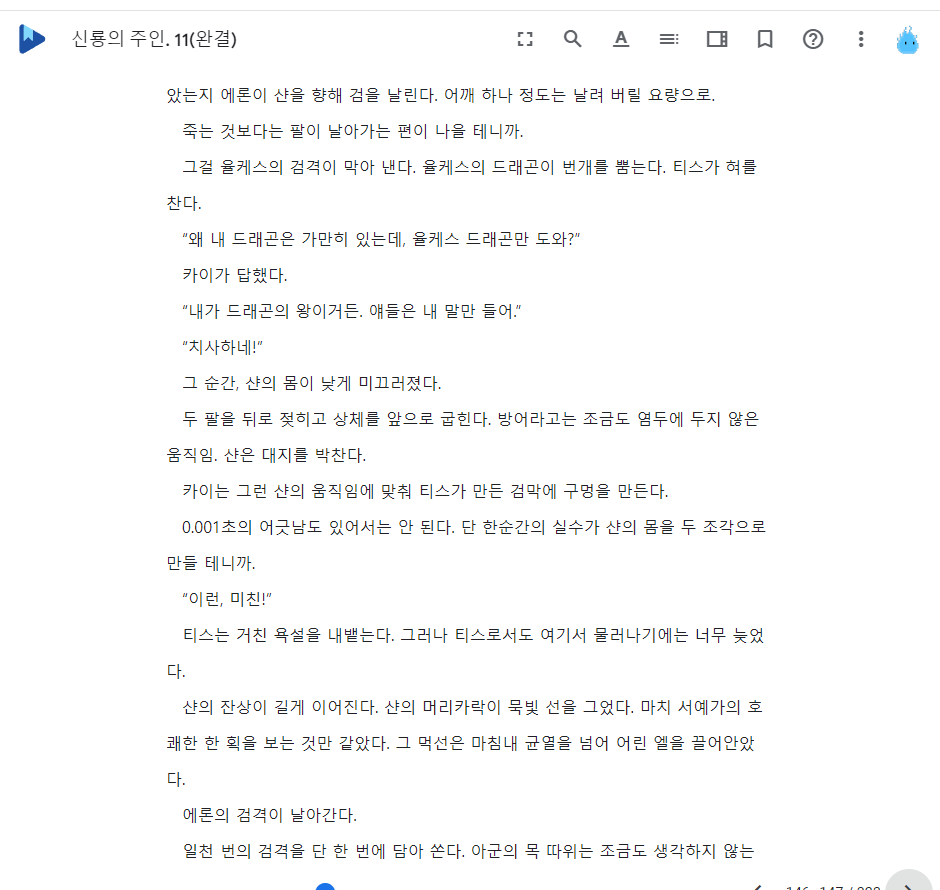 신룡의 주인. 11(완결)
았는지 에론이 샨을 향해 검을 날린다. 어깨 하나 정도는 날려 버릴 요량으로.
죽는 것보다는 팔이 날아가는 편이 나을 테니까.
그걸 율케스의 검격이 막아 낸다. 율케스의 드래곤이 번개를 뿜는다. 티스가 혀를
찬다.
“왜 내 드래곤은 가만히 있는데, 율케스 드래곤만 도와?”
카이가 답했다.
“내가 드래곤의 왕이거든. 얘들은 내 말만 들어.”
“치사하네!”
그 순간, 샨의 몸이 낮게 미끄러졌다.
두 팔을 뒤로 젖히고 상체를 앞으로 굽힌다. 방어라고는 조금도 염두에 두지 않은
움직임. 샨은 대지를 박찬다.
카이는 그런 샨의 움직임에 맞춰 티스가 만든 검막에 구멍을 만든다.
0.001초의 어긋남도 있어서는 안 된다. 단 한순간의 실수가 샨의 몸을 두 조각으로
만들 테니까.
“이런, 미친!”
티스는 거친 욕설을 내뱉는다. 그러나 티스로서도 여기서 물러나기에는 너무 늦었
다.
샨의 잔상이 길게 이어진다. 샨의 머리카락이 묵빛 선을 그었다. 마치 서예가의 호
쾌한 한 획을 보는 것만 같았다. 그 먹선은 마침내 균열을 넘어 어린 엘을 끌어안았
다.
에론의 검격이 날아간다.
일천 번의 검격을 단 한 번에 담아 쏜다. 아군의 목 따위는 조금도 생각하지 않는